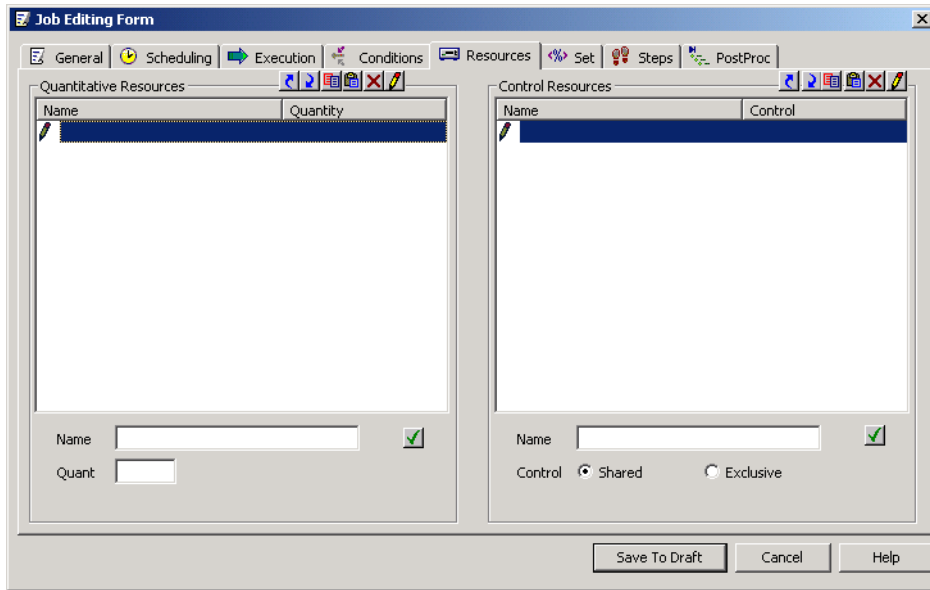 Job Editing Form
General Scheduling Execution Conditions Resources Set Steps PostProc
Quantitative Resources
Name Quantity
Name
Quant
Control Resources
Name Control
Name
Control Shared Exclusive
Save To Draft Cancel Help